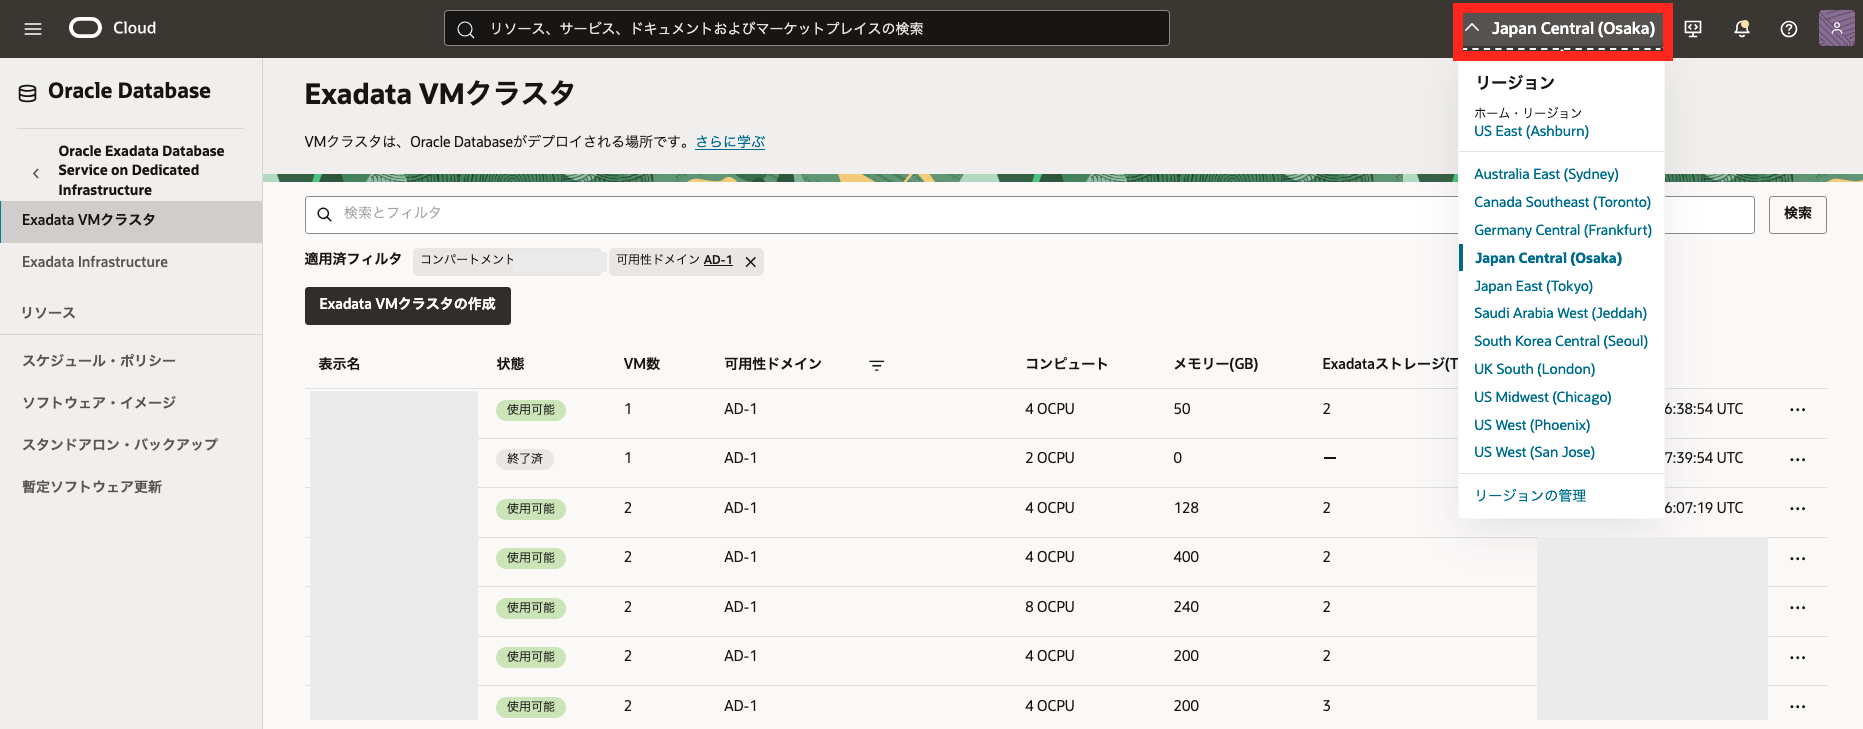 Cloud
リソース、サービス、ドキュメントおよびマーケットプレイスの検索
Japan Central (Osaka)
Oracle Database
Oracle Exadata Database
Service on Dedicated
Infrastructure
Exadata VMクラスタ
Exadata Infrastructure
リソース
スケジュール・ポリシー
ソフトウェア・イメージ
スタンドアロン・バックアップ
暫定ソフトウェア更新
Exadata VMクラスタ
VMクラスタは、Oracle Databaseがデプロイされる場所です。さらに学ぶ
検索とフィルタ
検索
適用済フィルタ コンパートメント 可用性ドメイン AD-1
Exadata VMクラスタの作成
表示名 状態 VM数 可用性ドメイン コンピュート メモリー(GB) Exadataストレージ(T
使用可能 1 AD-1 4 OCPU 50 2 6:38:54 UTC
終了済 1 AD-1 2 OCPU 0 — 7:39:54 UTC
使用可能 2 AD-1 4 OCPU 128 2 6:07:19 UTC
使用可能 2 AD-1 4 OCPU 400 2
使用可能 2 AD-1 8 OCPU 240 2
使用可能 2 AD-1 4 OCPU 200 2
使用可能 2 AD-1 4 OCPU 200 3
リージョン
ホーム・リージョン
US East (Ashburn)
Australia East (Sydney)
Canada Southeast (Toronto)
Germany Central (Frankfurt)
Japan Central (Osaka)
Japan East (Tokyo)
Saudi Arabia West (Jeddah)
South Korea Central (Seoul)
UK South (London)
US Midwest (Chicago)
US West (Phoenix)
US West (San Jose)
リージョンの管理